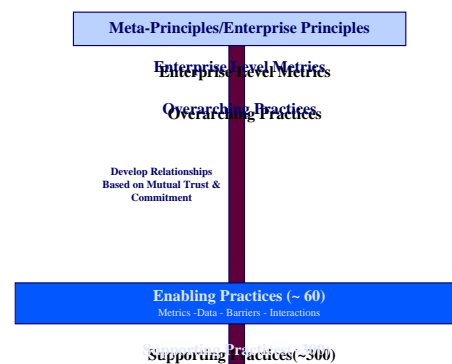 Meta-Principles/Enterprise Principles
Enterprise Level Metrics
Overarching Practices
Develop Relationships
Based on Mutual Trust &
Commitment
Enabling Practices (~ 60)
Metrics -Data - Barriers - Interactions
Supporting Practices(~300)